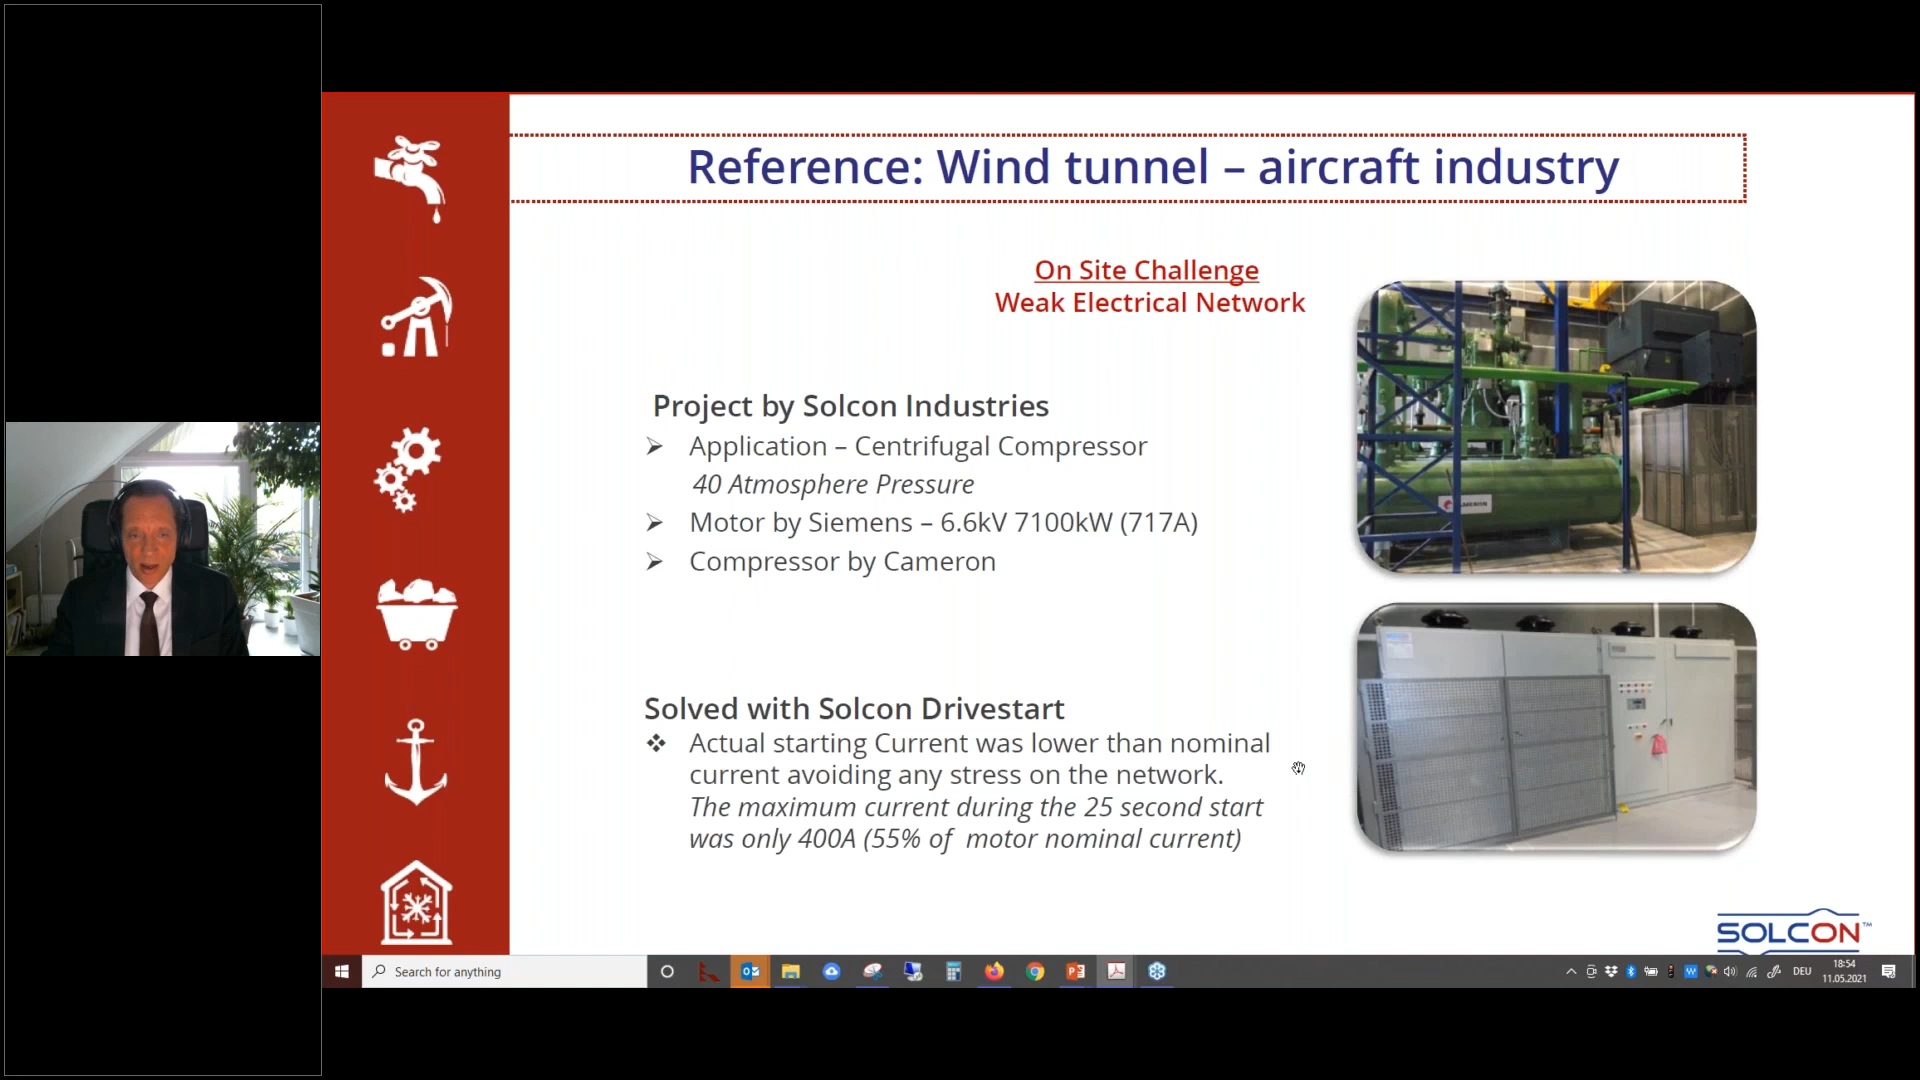 Reference: Wind tunnel – aircraft industry
On Site Challenge
Weak Electrical Network
Project by Solcon Industries
➢ Application – Centrifugal Compressor
40 Atmosphere Pressure
➢ Motor by Siemens – 6.6kV 7100kW (717A)
➢ Compressor by Cameron
CAMERON
Solved with Solcon Drivestart
❖ Actual starting Current was lower than nominal
current avoiding any stress on the network.
The maximum current during the 25 second start
was only 400A (55% of motor nominal current)
SOLCON™
Search for anything
DEU
18:54
11.05.2021